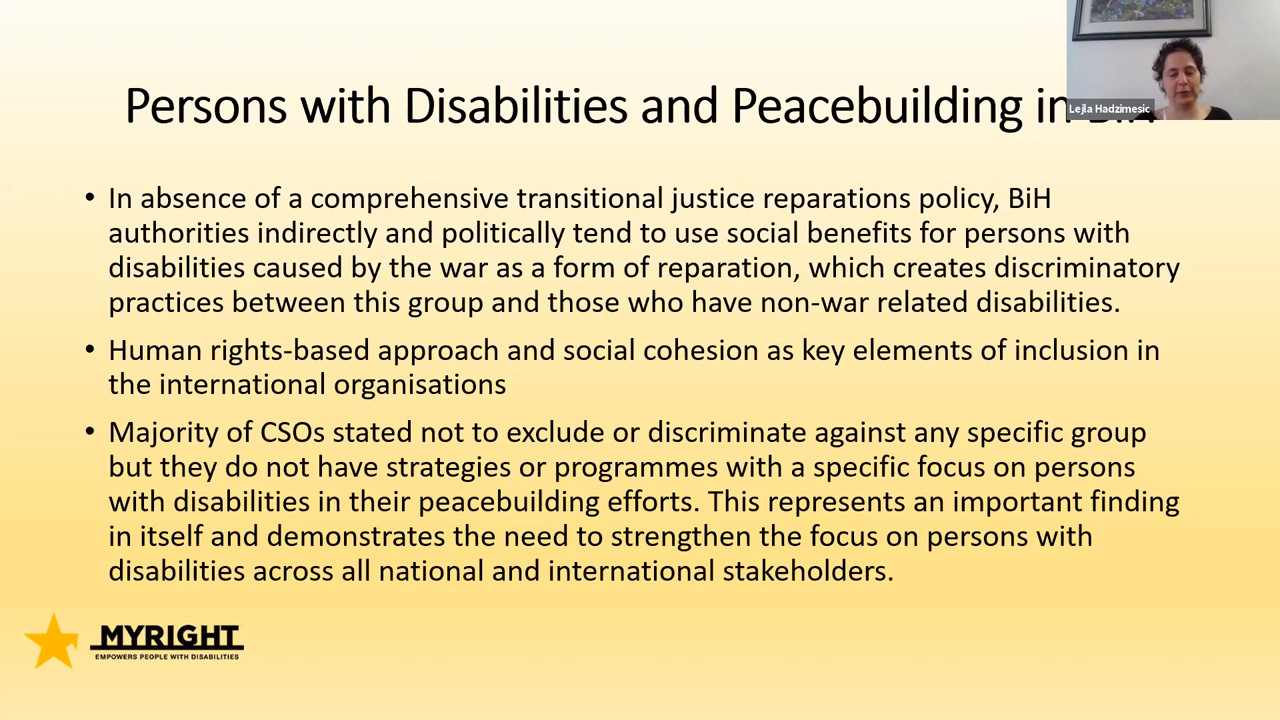 Persons with Disabilities and Peacebuilding in
Lejla Hadzimesic
• In absence of a comprehensive transitional justice reparations policy, BiH
authorities indirectly and politically tend to use social benefits for persons with
disabilities caused by the war as a form of reparation, which creates discriminatory
practices between this group and those who have non-war related disabilities.
• Human rights-based approach and social cohesion as key elements of inclusion in
the international organisations
• Majority of CSOs stated not to exclude or discriminate against any specific group
but they do not have strategies or programmes with a specific focus on persons
with disabilities in their peacebuilding efforts. This represents an important finding
in itself and demonstrates the need to strengthen the focus on persons with
disabilities across all national and international stakeholders.
MYRIGHT
EMPOWERS PEOPLE WITH DISABILITIES